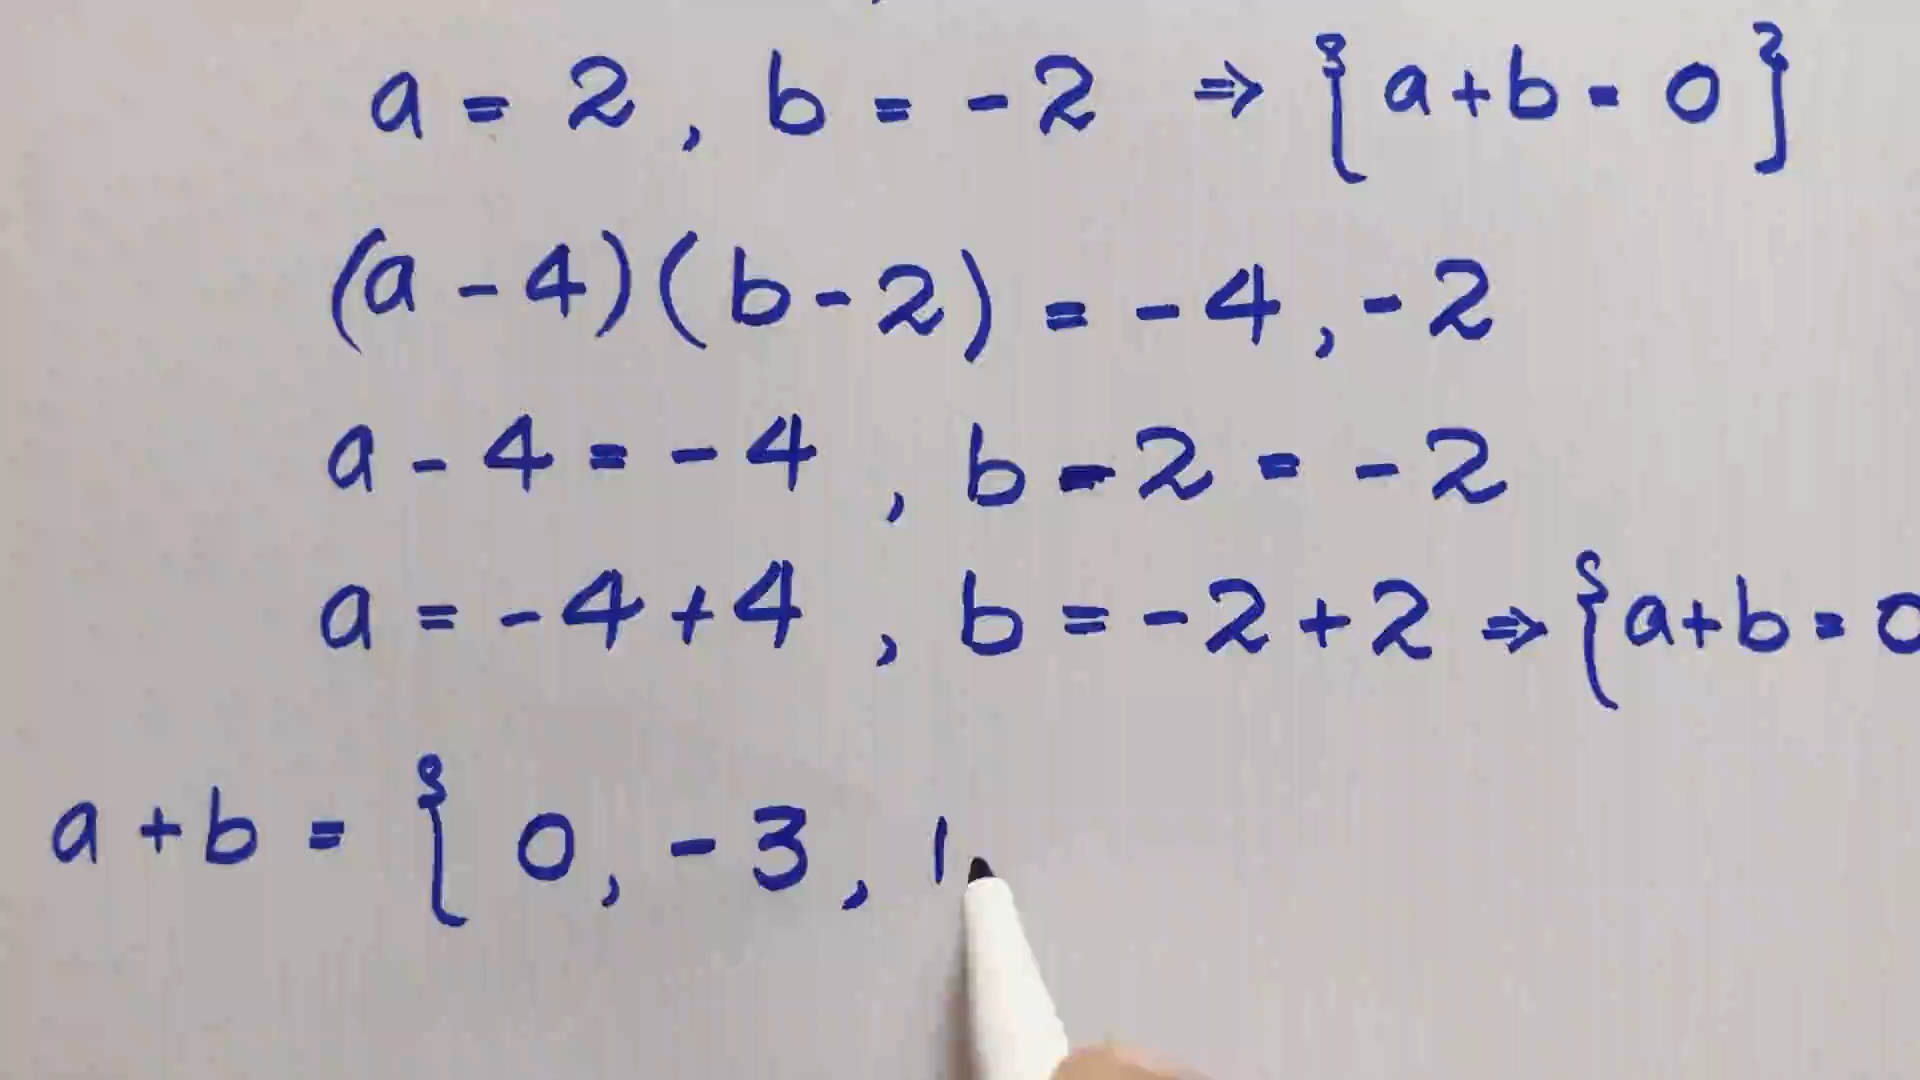 a = 2 , b = - 2 ⇒ { a + b = 0 }
(a - 4) ( b - 2 ) = - 4 , - 2
a - 4 = - 4 , b - 2 = - 2
a = - 4 + 4 , b = - 2 + 2 ⇒ { a + b = 0
a + b = { 0 , - 3 , 1